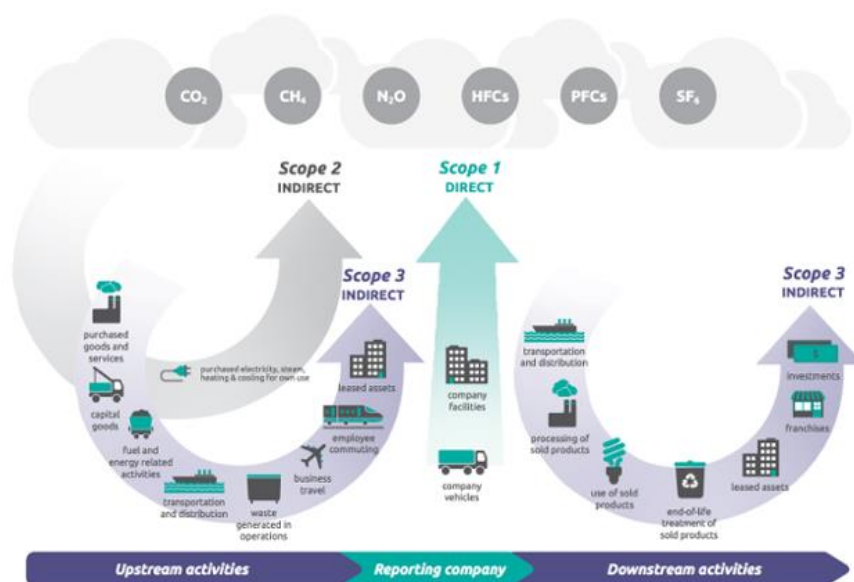 CO₂ CH₄ N₂O HFCs PFCs SF₆
Scope 2
INDIRECT
Scope 1
DIRECT
Scope 3
INDIRECT
Scope 3
INDIRECT
purchased
goods and
services
capital
goods
fuel and
energy related
activities
transportation
and distribution
waste
generated in
operations
business
travel
employee
commuting
leased assets
purchased electricity, steam,
heating & cooling for own use
company
facilities
company
vehicles
transportation
and distribution
processing of
sold products
use of sold
products
end-of-life
treatment of
sold products
leased assets
franchises
investments
$
Upstream activities
Reporting company
Downstream activities